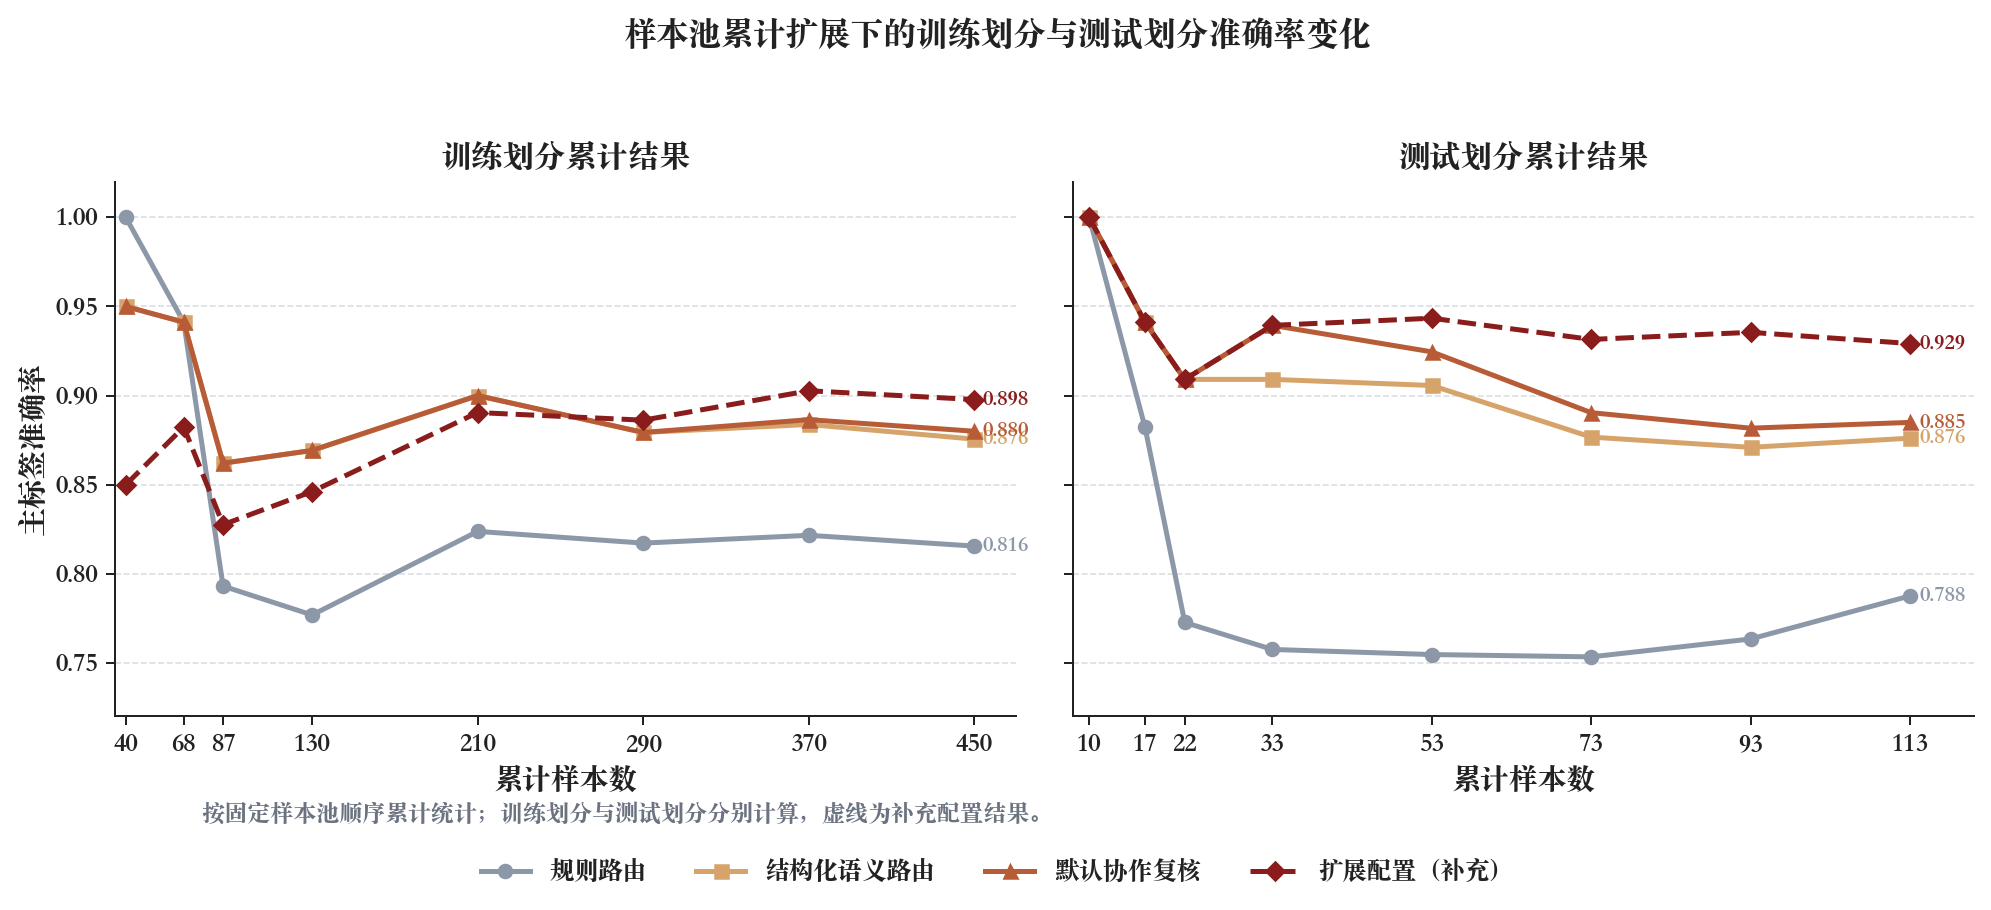 样本池累计扩展下的训练划分与测试划分准确率变化
训练划分累计结果
测试划分累计结果
主标签准确率
1.00
0.95
0.90
0.85
0.80
0.75
0.898
0.880
0.876
0.816
0.929
0.885
0.876
0.788
40 68 87 130 210 290 370 450
10 17 22 33 53 73 93 113
累计样本数
累计样本数
按固定样本池顺序累计统计；训练划分与测试划分分别计算，虚线为补充配置结果。
规则路由 结构化语义路由 默认协作复核 扩展配置（补充）